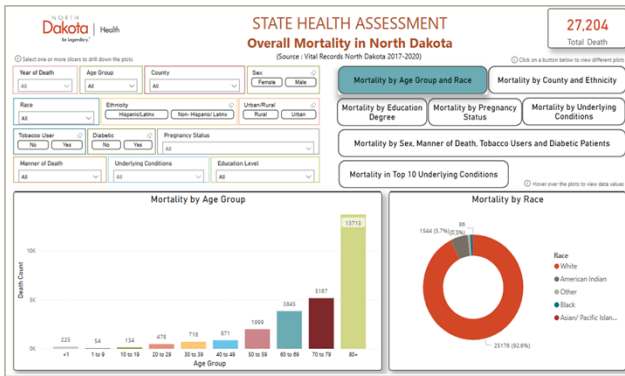 NORTH
Dakota | Health
Be Legendary.
STATE HEALTH ASSESSMENT
Overall Mortality in North Dakota
(Source : Vital Records North Dakota 2017-2020)
27,204
Total Death
Select one or more slicers to drill down the plots
Click on a button below to view different plots
Year of Death
All
Age Group
All
County
All
Sex
Female
Male
Race
All
Ethnicity
Hispanic/Latinx
Non- Hispanic/ Latinx
Urban/Rural
Rural
Urban
Tobacco User
No
Yes
Diabetic
No
Yes
Pregnancy Status
All
Manner of Death
All
Underlying Conditions
All
Education Level
All
Mortality by Age Group and Race
Mortality by County and Ethnicity
Mortality by Education
Degree
Mortality by Pregnancy
Status
Mortality by Underlying
Conditions
Mortality by Sex, Manner of Death, Tobacco Users and Diabetic Patients
Mortality in Top 10 Underlying Conditions
Hover over the plots to view data values
Mortality by Age Group
Death Count
10K
5K
0K
225
54
134
478
718
871
1999
3845
5167
13713
<1
1 to 9
10 to 19
20 to 29
30 to 39
40 to 49
50 to 59
60 to 69
70 to 79
80+
Age Group
Mortality by Race
86
(0.3%)
1544 (5.7%)
25178 (92.6%)
Race
White
American Indian
Other
Black
Asian/ Pacific Islan...